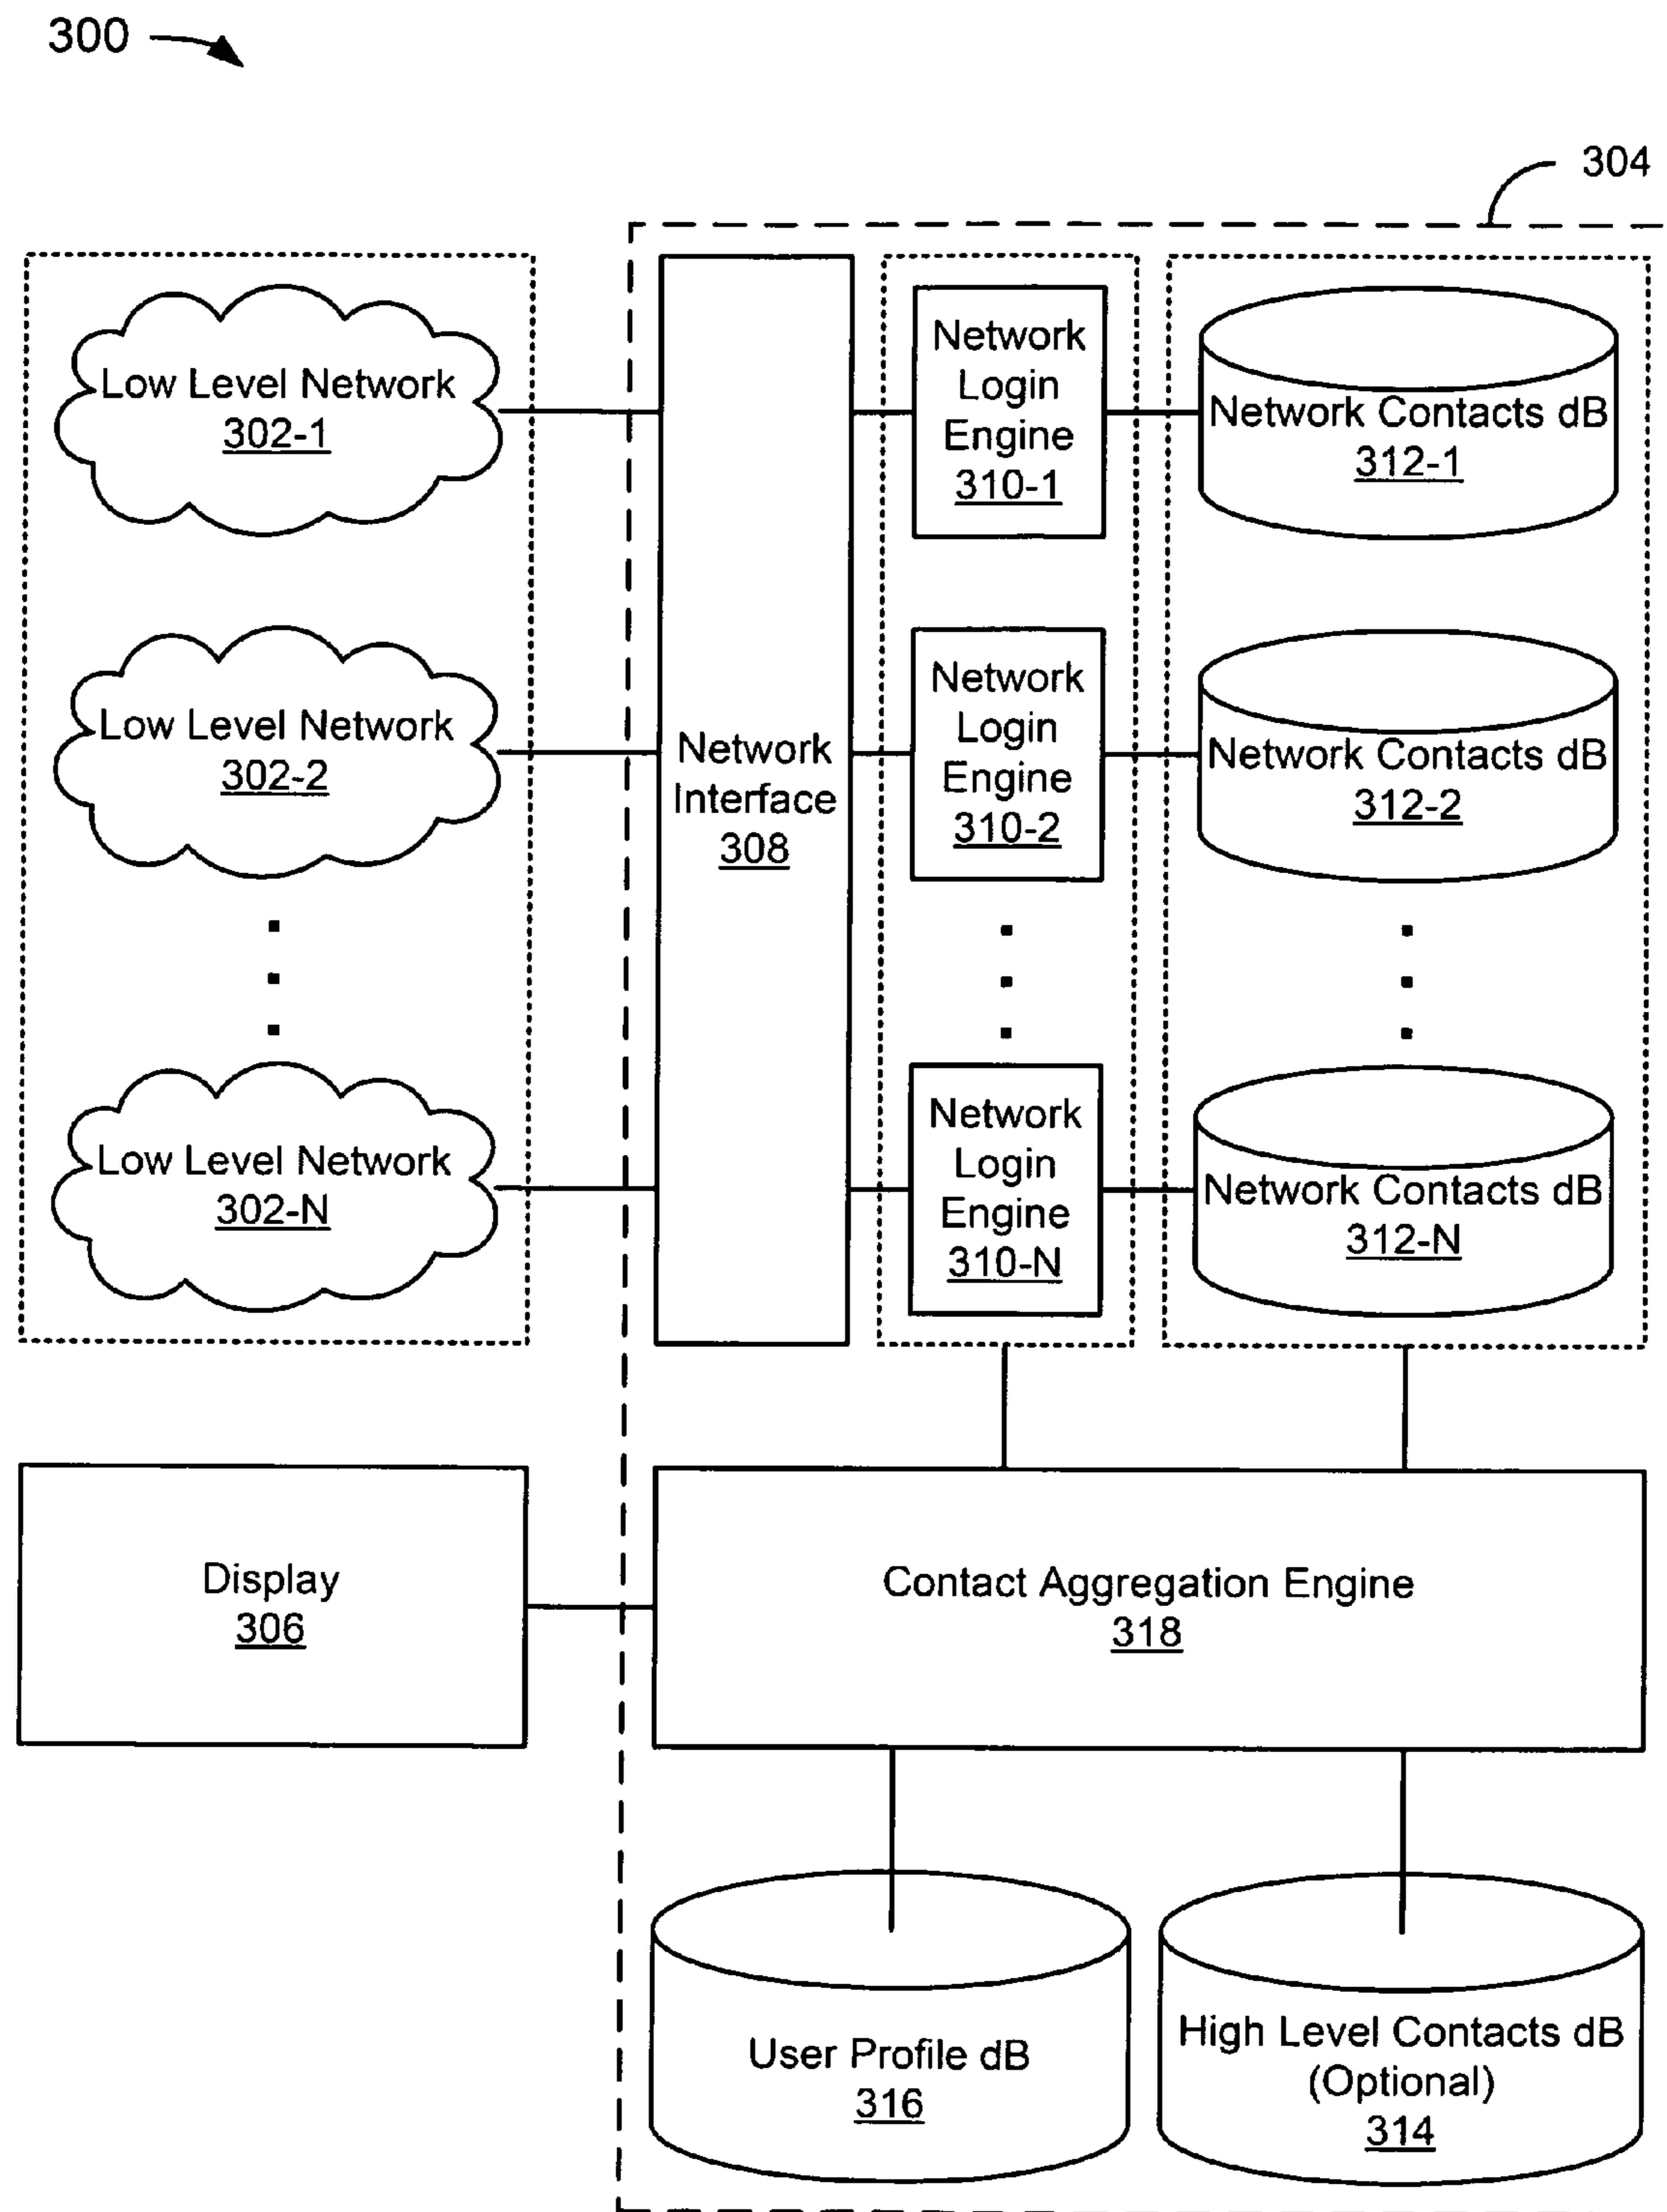 300
304
Low Level Network
302-1
Network
Login
Engine
310-1
Network Contacts dB
312-1
Low Level Network
302-2
Network
Interface
308
Network
Login
Engine
310-2
Network Contacts dB
312-2
Low Level Network
302-N
Network
Login
Engine
310-N
Network Contacts dB
312-N
Display
306
Contact Aggregation Engine
318
User Profile dB
316
High Level Contacts dB
(Optional)
314